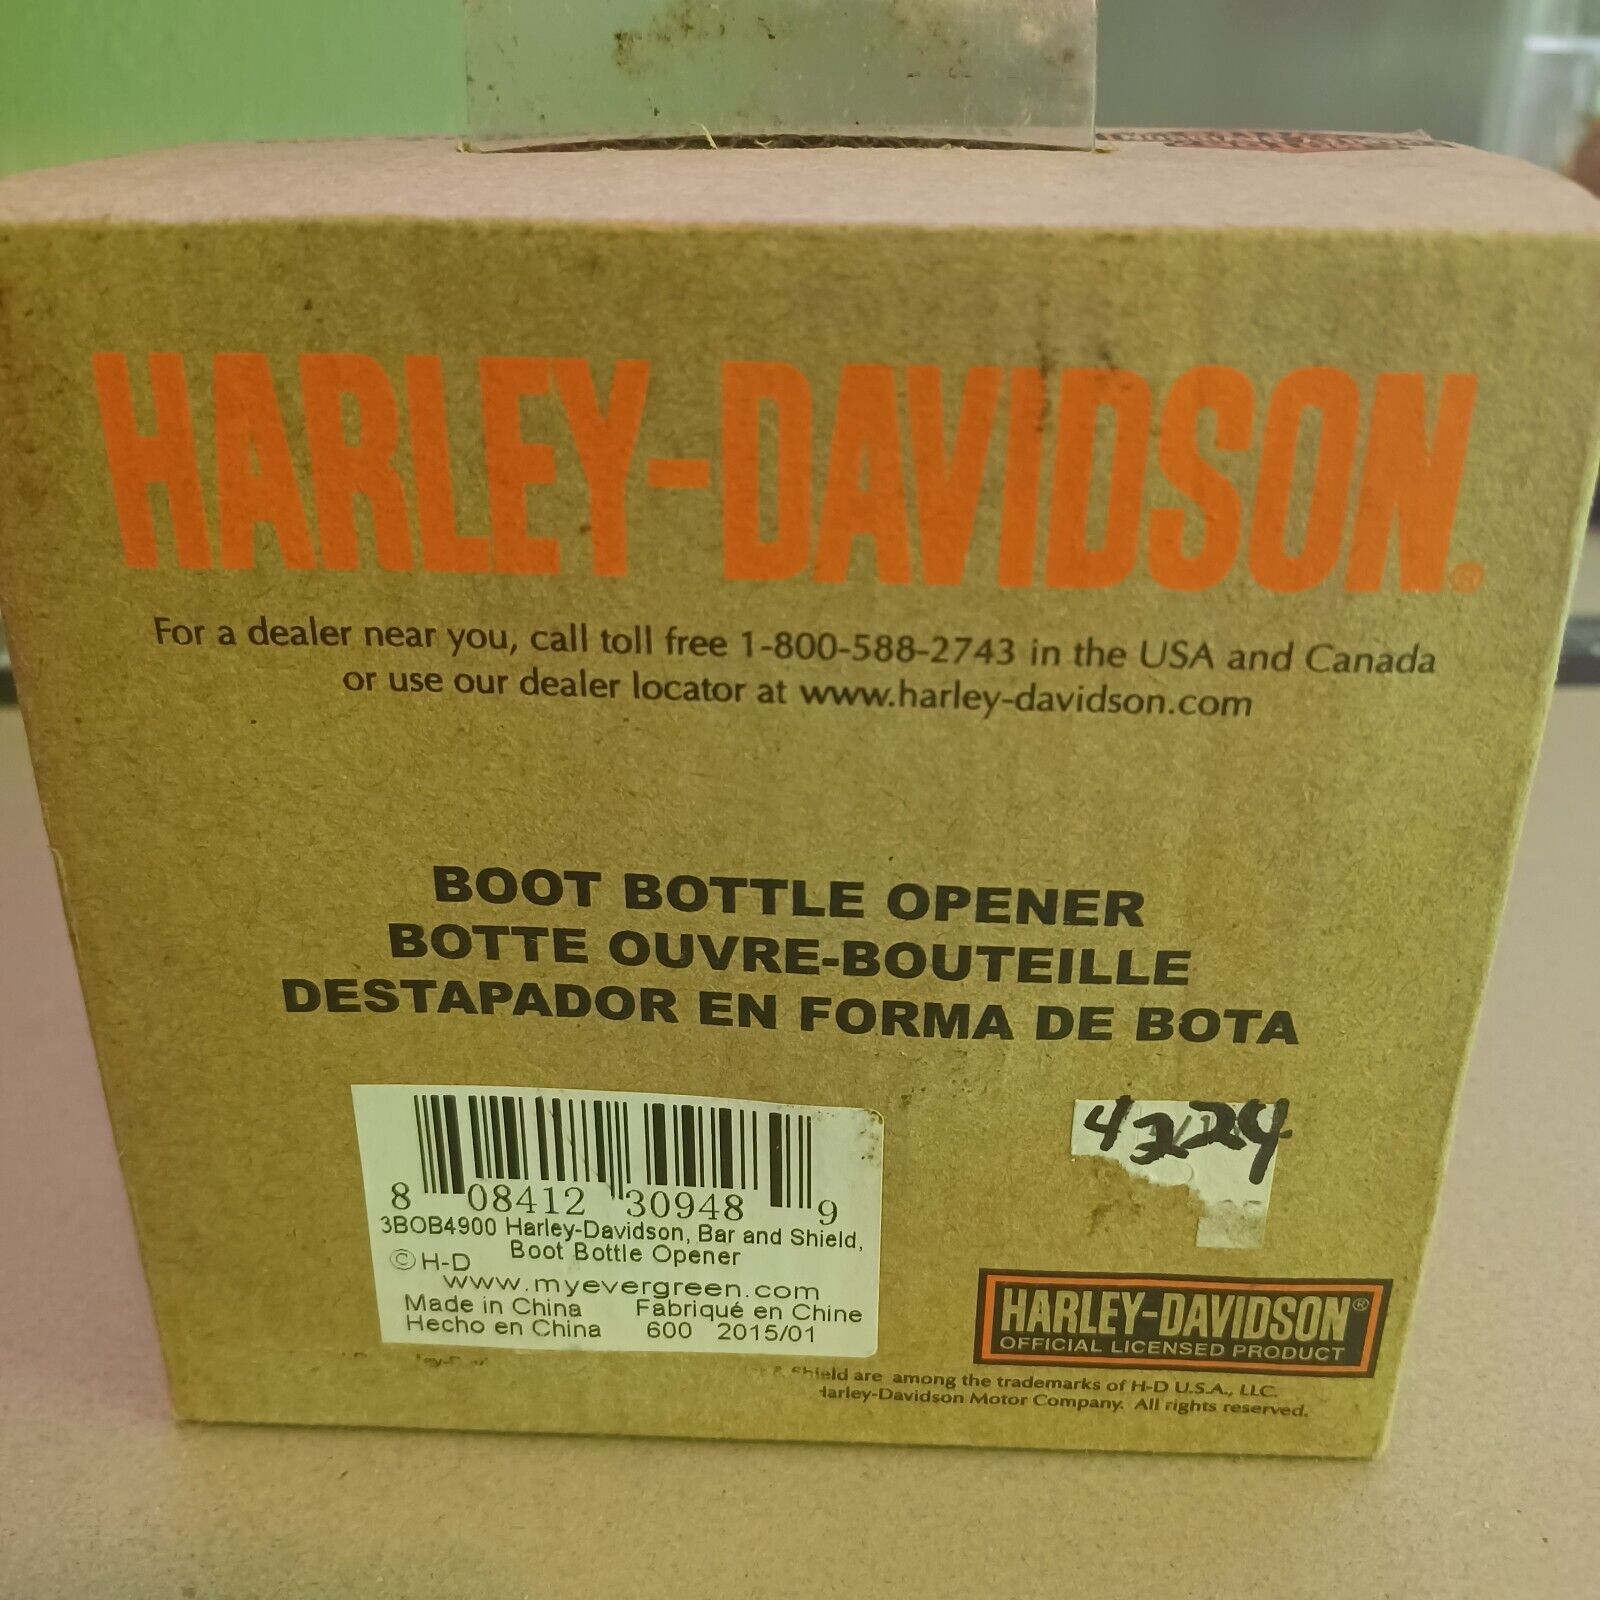 HARLEY-DAVIDSON®
For a dealer near you, call toll free 1-800-588-2743 in the USA and Canada
or use our dealer locator at www.harley-davidson.com
BOOT BOTTLE OPENER
BOTTE OUVRE-BOUTEILLE
DESTAPADOR EN FORMA DE BOTA
8 08412 30948 9
3BOB4900 Harley-Davidson, Bar and Shield,
Boot Bottle Opener
© H-D
www.myevergreen.com
Made in China Fabriqué en Chine
Hecho en China 600 2015/01
4224
HARLEY-DAVIDSON®
OFFICIAL LICENSED PRODUCT
& Shield are among the trademarks of H-D U.S.A., LLC.
Harley-Davidson Motor Company. All rights reserved.